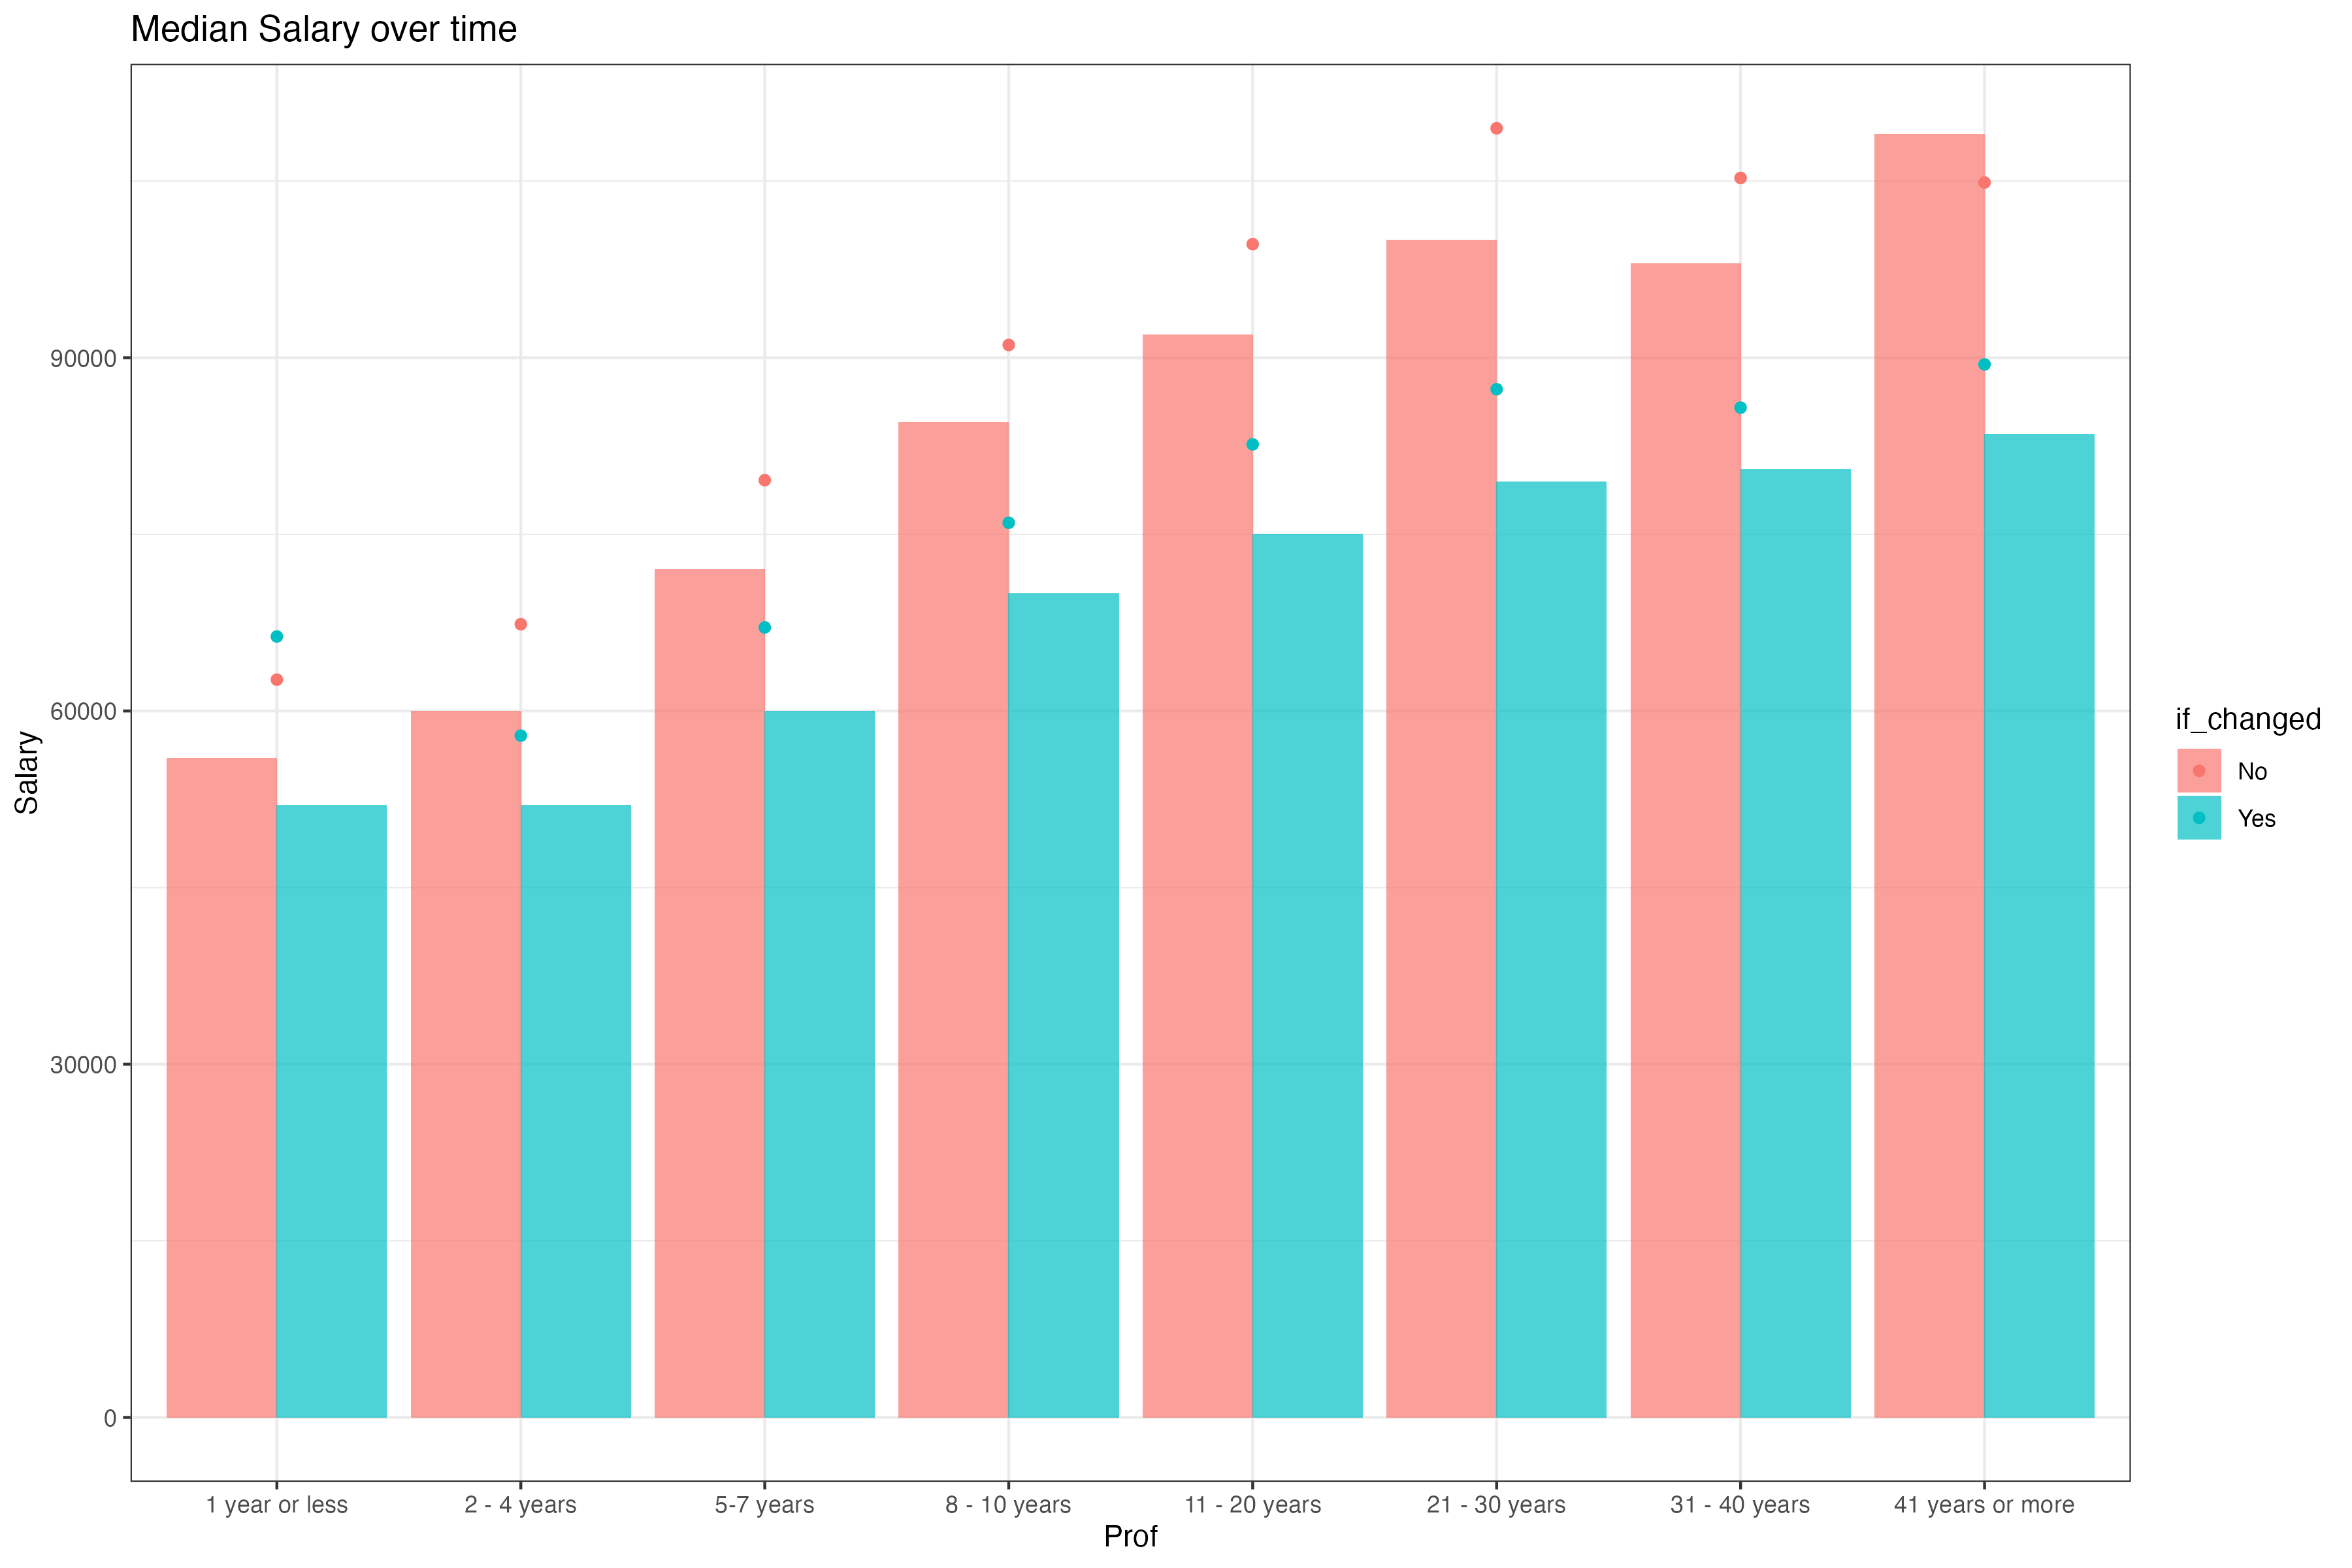 Median Salary over time
Salary
90000
60000
30000
0
1 year or less
2 - 4 years
5-7 years
8 - 10 years
11 - 20 years
21 - 30 years
31 - 40 years
41 years or more
Prof
if_changed
No
Yes